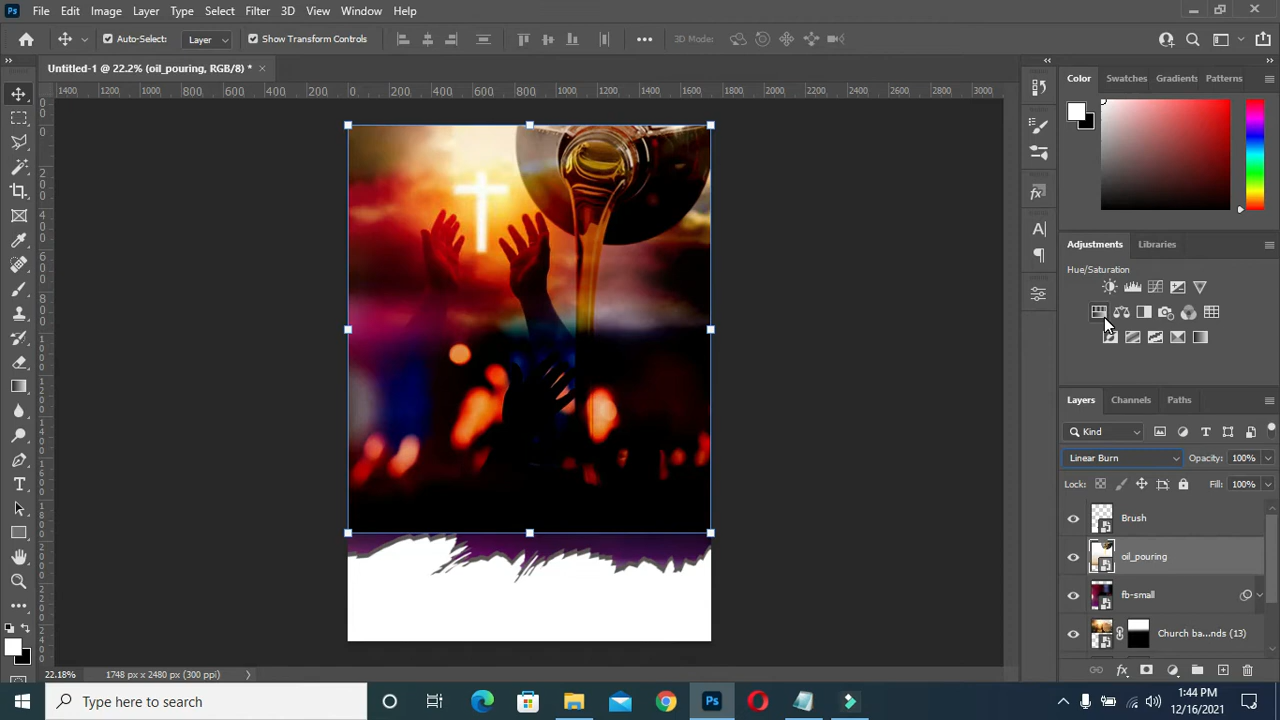 Ps File Edit Image Layer Type Select Filter 3D View Window Help
Auto-Select: Layer Show Transform Controls 3D Mode:
Untitled-1 @ 22.2% (oil_pouring, RGB/8) *
1400 1200 1000 800 600 400 200 0 200 400 600 800 1000 1200 1400 1600 1800 2000 2200 2400 2600 2800 3000
Color Swatches Gradients Patterns
Adjustments Libraries
Hue/Saturation
Layers Channels Paths
Kind
Linear Burn Opacity: 100%
Lock: Fill: 100%
Brush
oil_pouring
fb-small
Church ba...nds (13)
22.18% 1748 px x 2480 px (300 ppi)
Type here to search
1:44 PM
12/16/2021